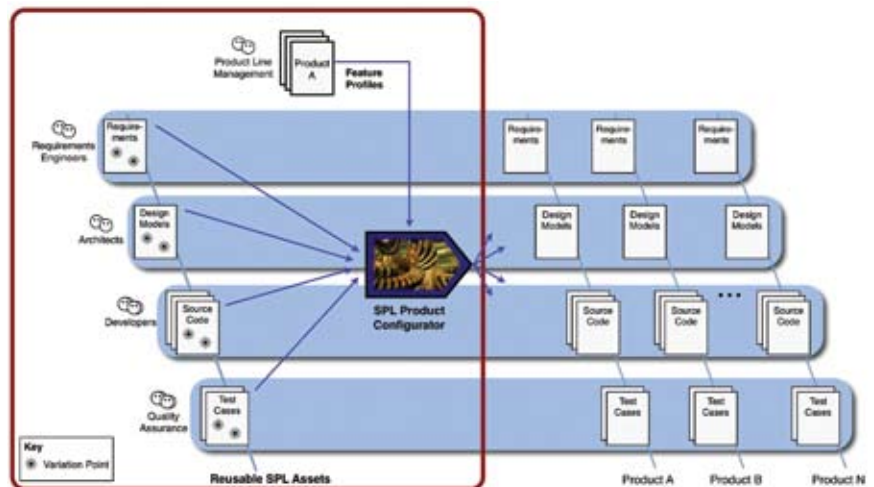 Product Line
Management
Product
A
Feature
Profiles
Requirements
Engineers
Require-
ments
Require-
ments
Require-
ments
Require-
ments
Architects
Design
Models
Design
Models
Design
Models
Design
Models
SPL Product
Configurator
Developers
Source
Code
Source
Code
Source
Code
Source
Code
Quality
Assurance
Test
Cases
Test
Cases
Test
Cases
Test
Cases
Key
Variation Point
Reusable SPL Assets
Product A
Product B
Product N